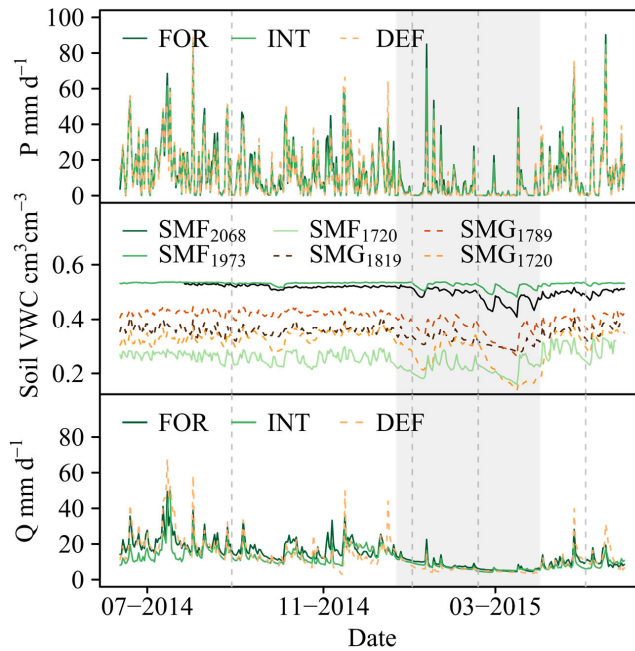 100
80
60
40
20
0
P mm d⁻¹
FOR INT DEF
0.6
0.4
0.2
Soil VWC cm³ cm⁻³
SMF₂₀₆₈ SMF₁₇₂₀ SMG₁₇₈₉
SMF₁₉₇₃ SMG₁₈₁₉ SMG₁₇₂₀
80
60
40
20
0
Q mm d⁻¹
FOR INT DEF
07−2014 11−2014 03−2015
Date